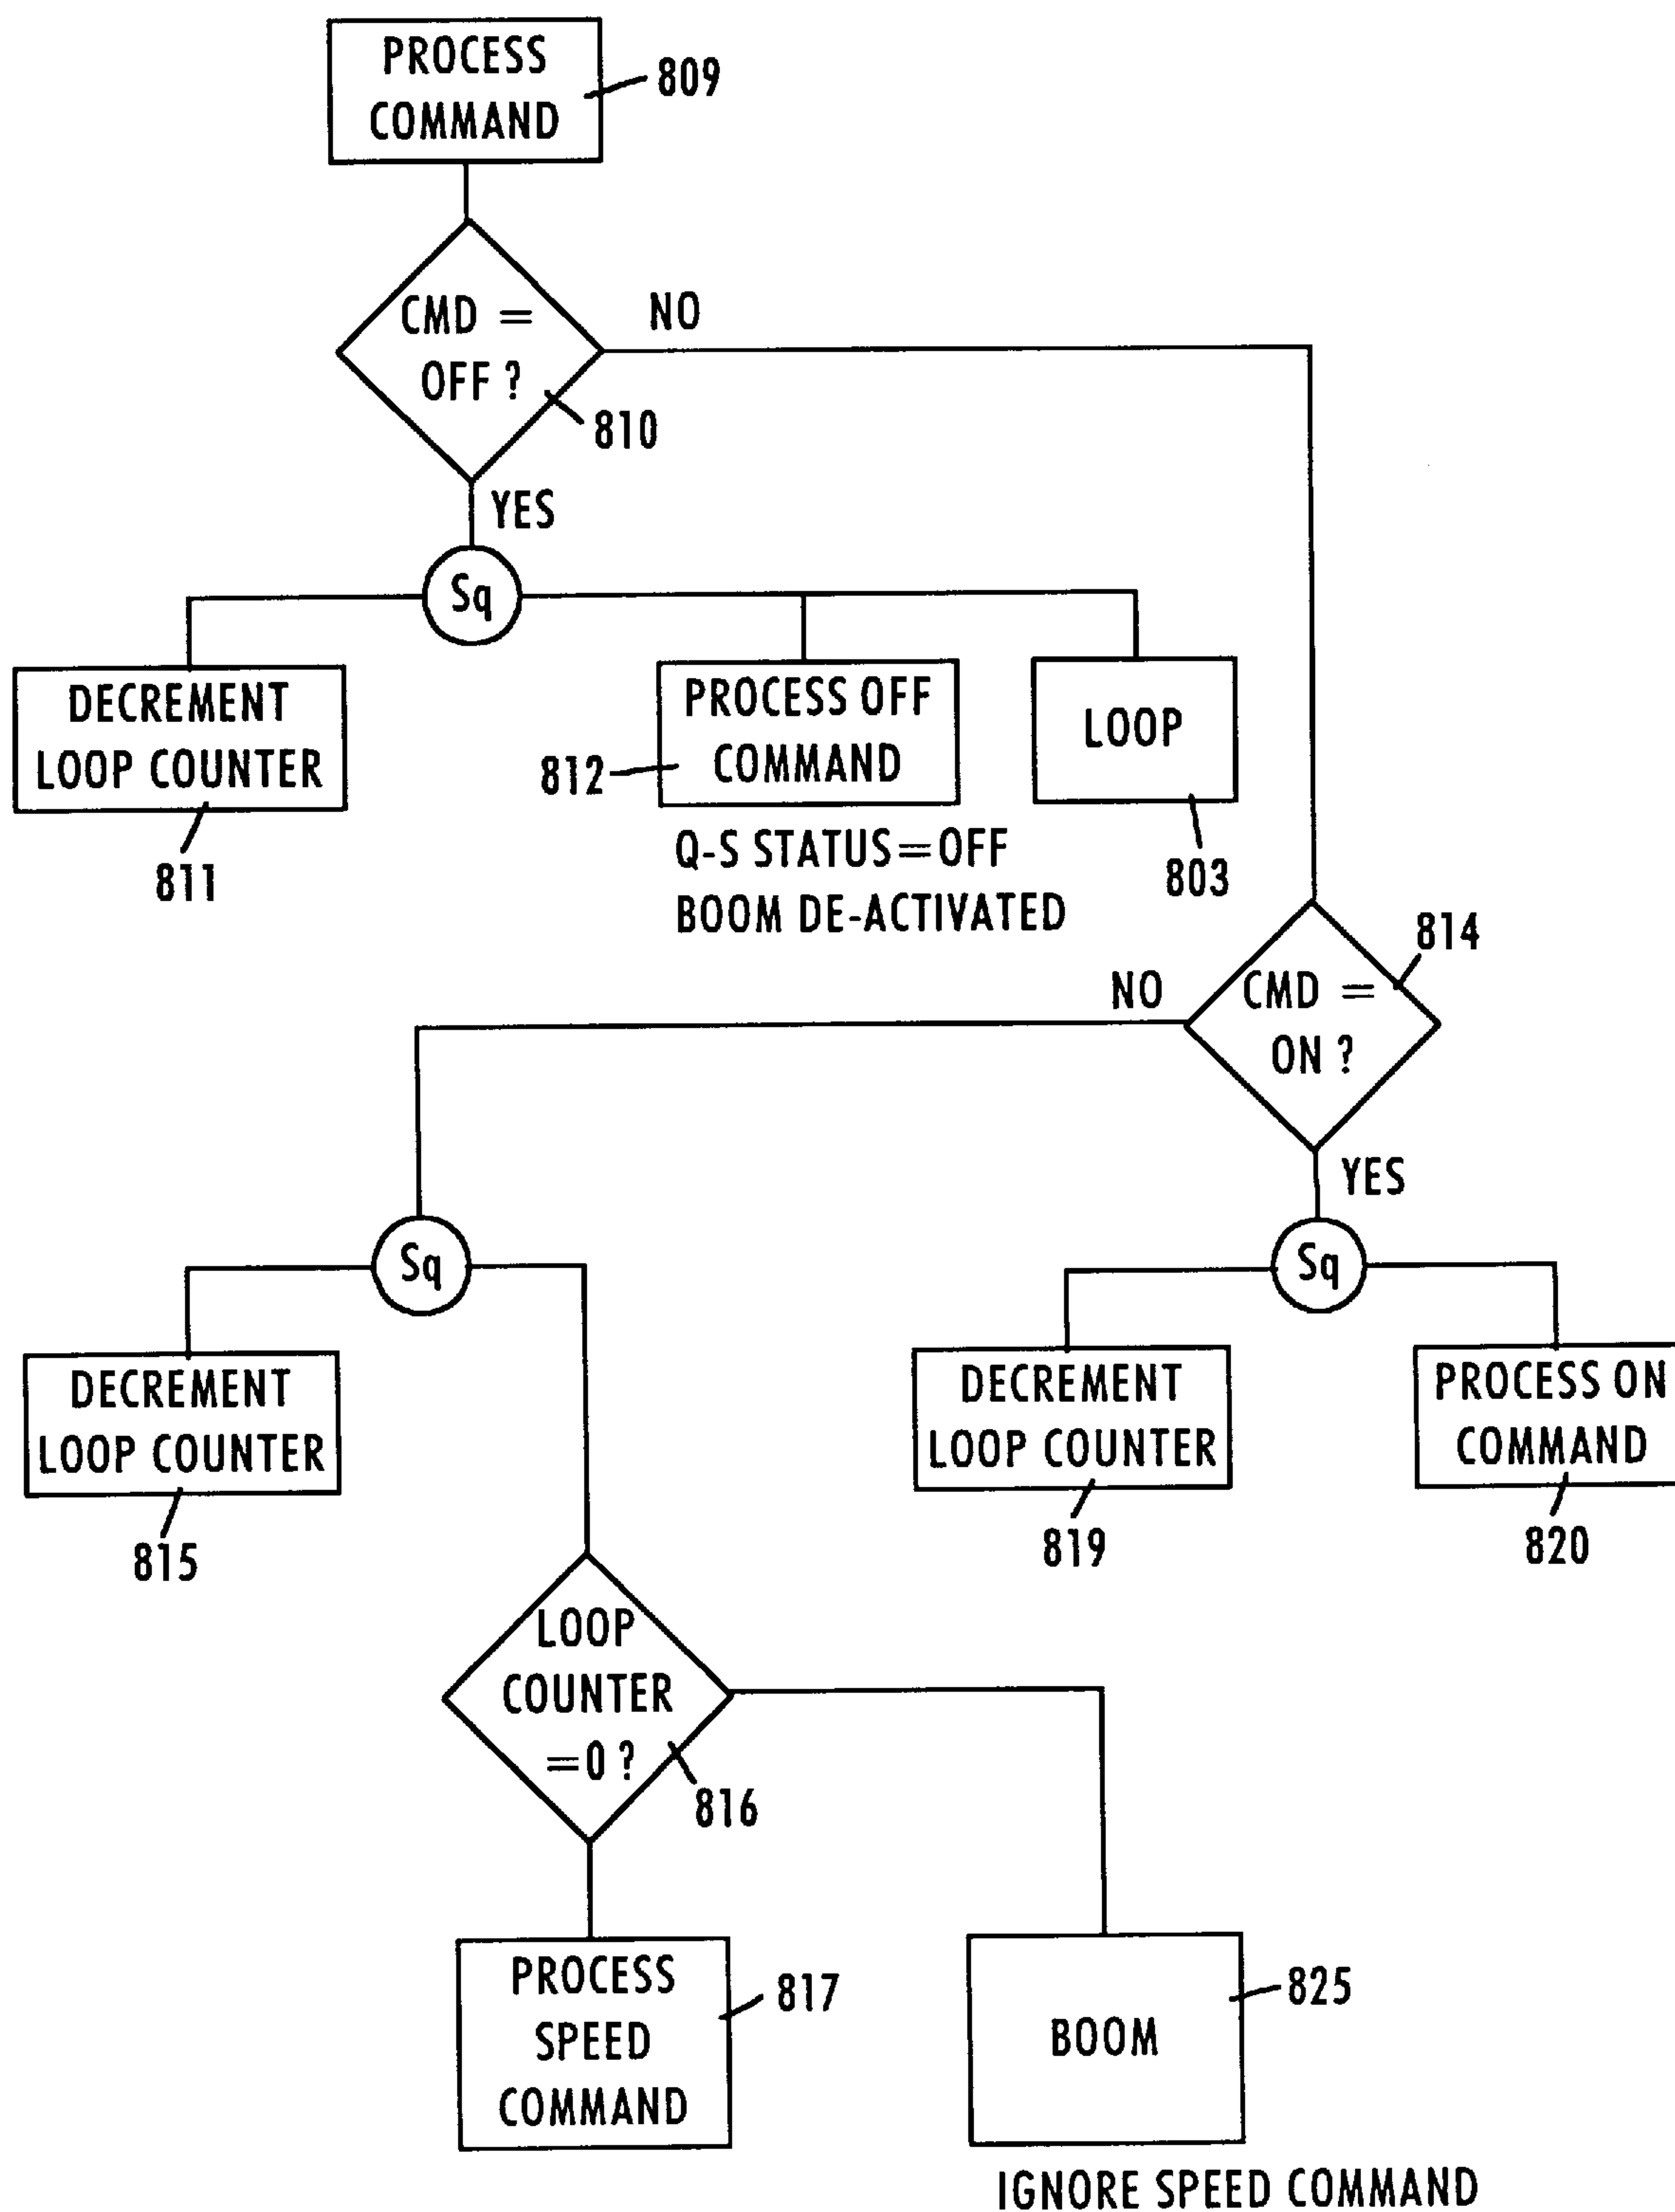 PROCESS
COMMAND
809
CMD =
OFF ?
NO
810
YES
Sq
DECREMENT
LOOP COUNTER
811
PROCESS OFF
COMMAND
812
LOOP
803
Q-S STATUS=OFF
BOOM DE-ACTIVATED
814
CMD =
ON ?
NO
YES
Sq
Sq
DECREMENT
LOOP COUNTER
815
DECREMENT
LOOP COUNTER
819
PROCESS ON
COMMAND
820
LOOP
COUNTER
=0 ?
816
PROCESS
SPEED
COMMAND
817
BOOM
825
IGNORE SPEED COMMAND